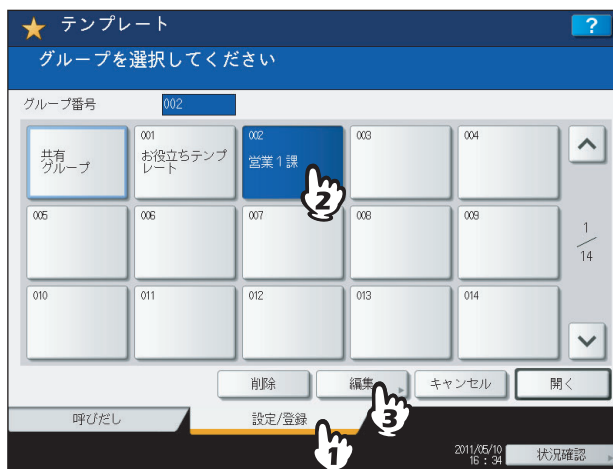 テンプレート
?
グループを選択してください
グループ番号 002
共有
グループ
001
お役立ちテンプ
レート
002
営業1課
003
004
005
006
007
008
009
1
14
010
011
012
013
014
削除 編集 キャンセル 開く
呼びだし 設定/登録
2011/05/10
16:34
状況確認
2
3
1